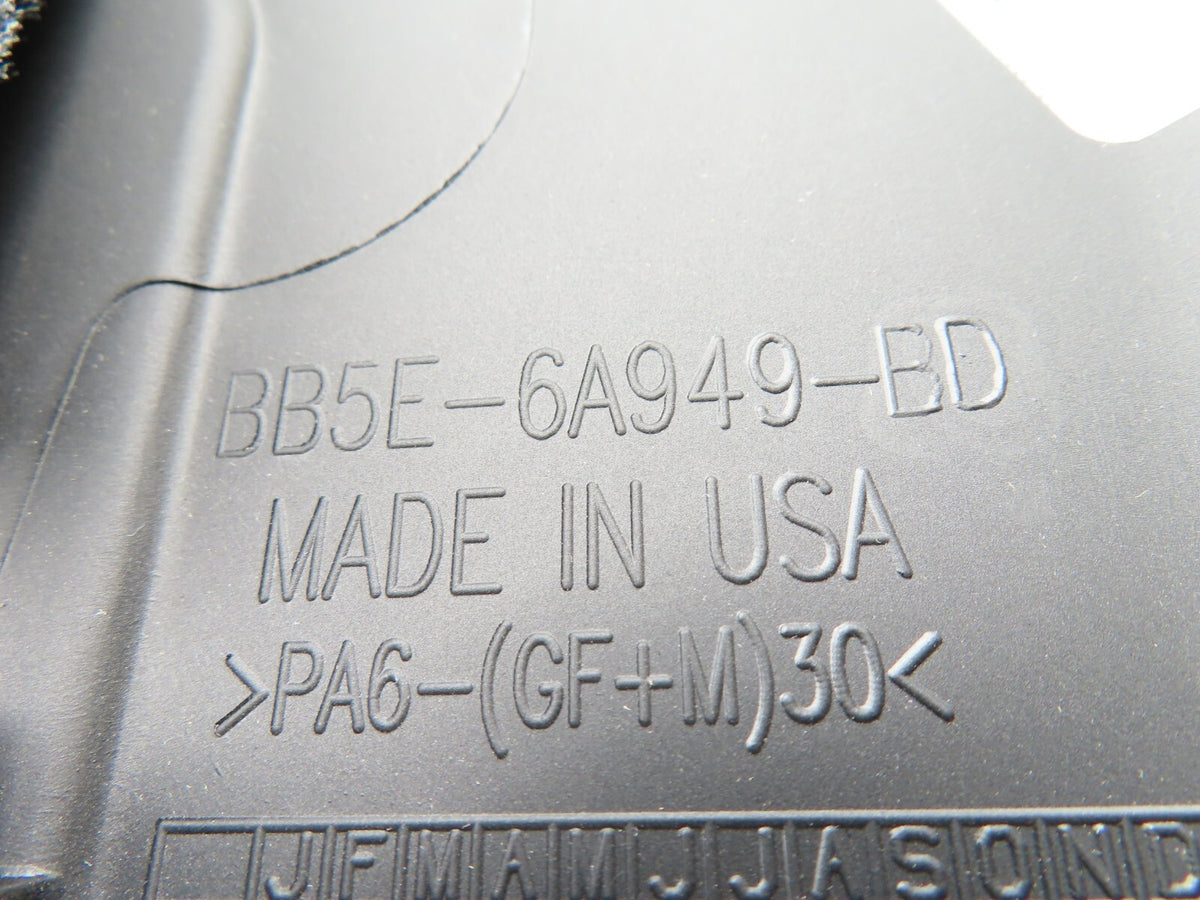 BB5E-6A949-BD
MADE IN USA
>PA6-(GF+M)30<
J F M A M J J A S O N D